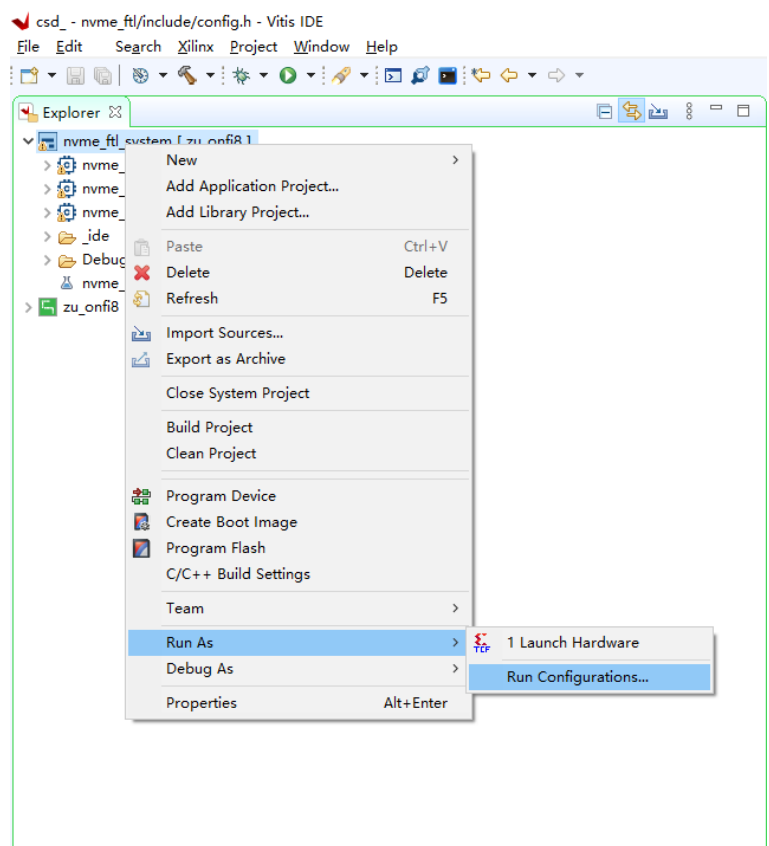 csd_ - nvme_ftl/include/config.h - Vitis IDE
File Edit Search Xilinx Project Window Help
Explorer
nvme_ftl_system [ zu_onfi8 ]
nvme_
nvme_
nvme_
_ide
Debug
nvme_
zu_onfi8
New
Add Application Project...
Add Library Project...
Paste Ctrl+V
Delete Delete
Refresh F5
Import Sources...
Export as Archive
Close System Project
Build Project
Clean Project
Program Device
Create Boot Image
Program Flash
C/C++ Build Settings
Team
Run As
Debug As
Properties Alt+Enter
TCF 1 Launch Hardware
Run Configurations...